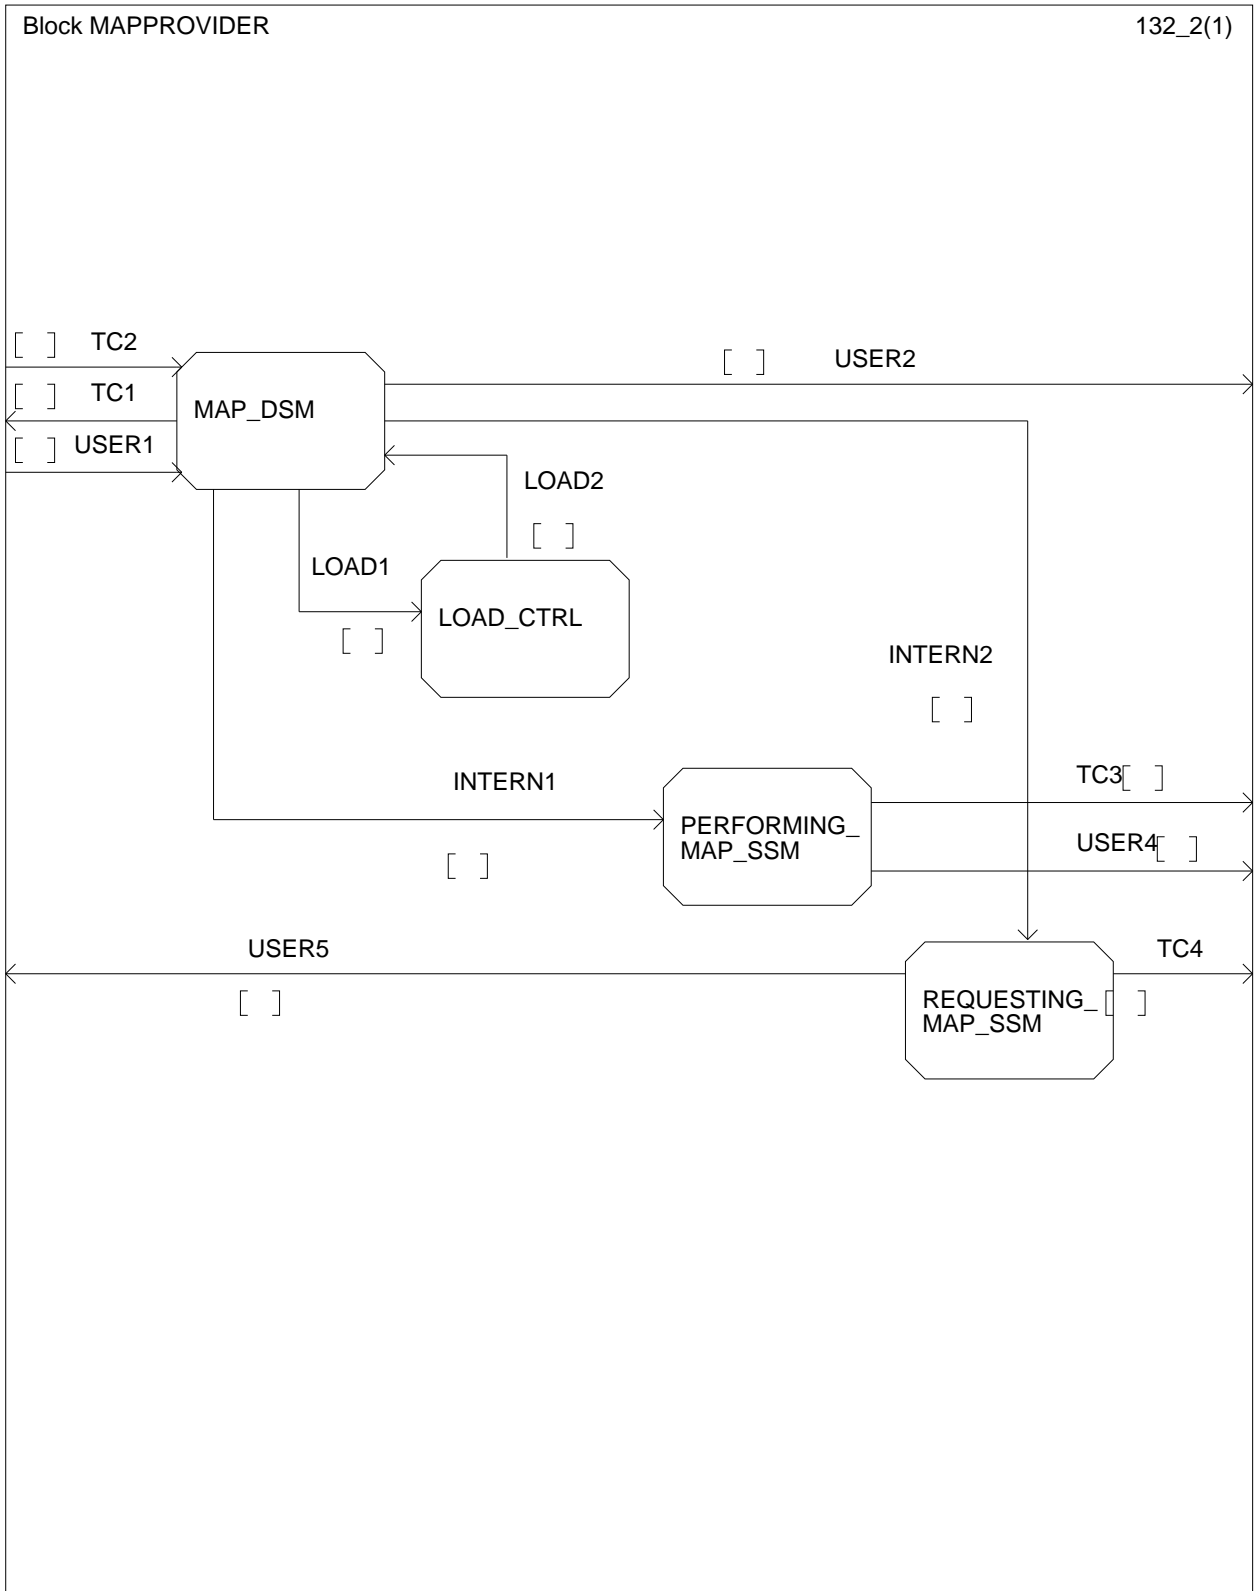 Block MAPPROVIDER
132_2(1)
[ ] TC2
[ ] USER2
[ ] TC1
MAP_DSM
[ ] USER1
LOAD2
[ ]
LOAD1
LOAD_CTRL
[ ]
INTERN2
[ ]
INTERN1
TC3[ ]
PERFORMING_
MAP_SSM
USER4[ ]
[ ]
USER5
TC4
[ ]
REQUESTING_[ ]
MAP_SSM